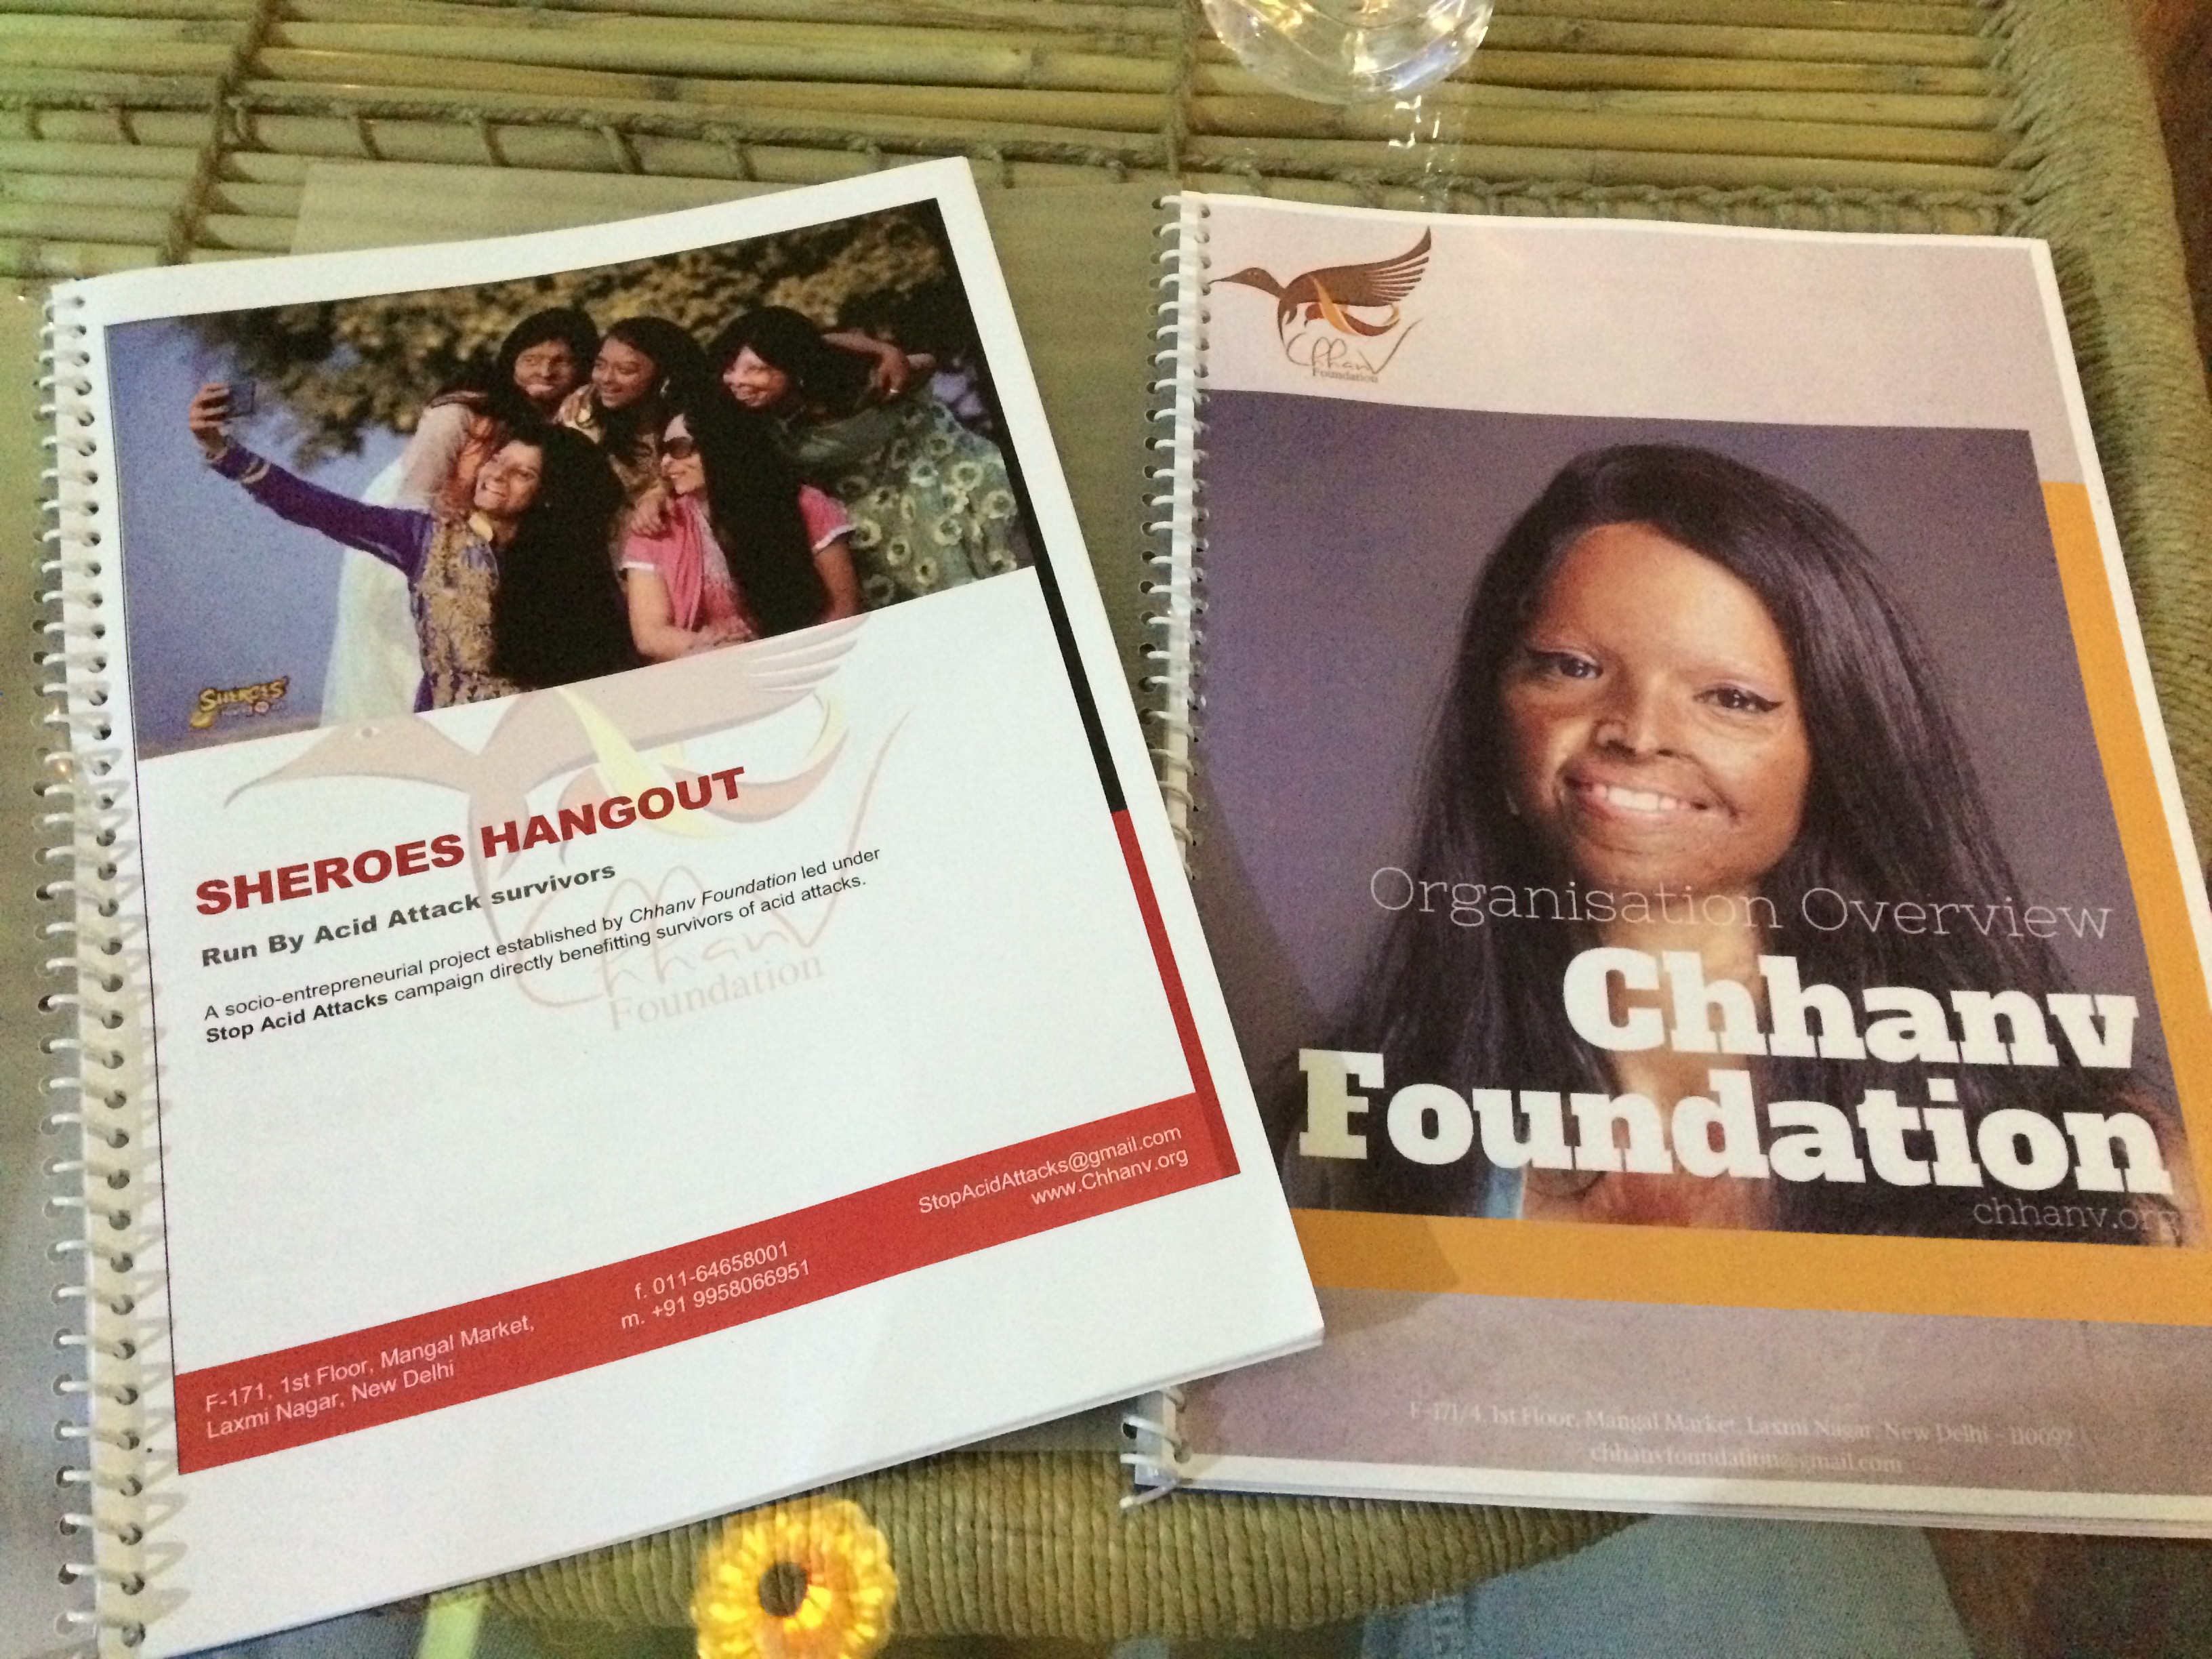 SHEROES
SHEROES HANGOUT
Run By Acid Attack survivors
A socio-entrepreneurial project established by Chhanv Foundation led under
Stop Acid Attacks campaign directly benefitting survivors of acid attacks.
Chhanv
Foundation
F-171, 1st Floor, Mangal Market,
Laxmi Nagar, New Delhi
f. 011-64658001
m. +91 9958066951
StopAcidAttacks@gmail.com
www.Chhanv.org
Chhanv
Foundation
Organisation Overview
Chhanv
Foundation
chhanv.org
F-171/4, 1st Floor, Mangal Market, Laxmi Nagar, New Delhi - 110092
chhanvfoundation@gmail.com